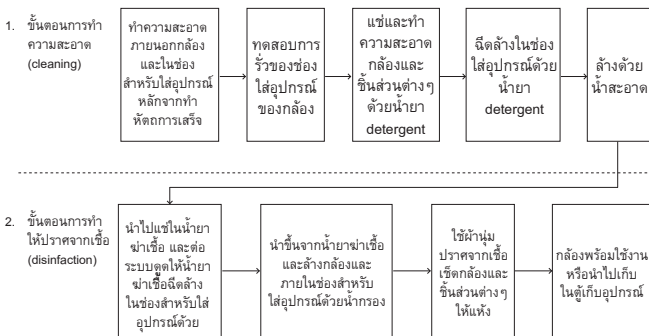 1. ขั้นตอนการทำ
ความสะอาด
(cleaning)
ทำความสะอาด
ภายนอกกล้อง
และในช่อง
สำหรับใส่อุปกรณ์
หลักจากทำ
หัตถการเสร็จ
ทดสอบการ
รั่วของช่อง
ใส่อุปกรณ์
ของกล้อง
แช่และทำ
ความสะอาด
กล้องและ
ชิ้นส่วนต่างๆ
ด้วยน้ำยา
detergent
ฉีดล้างในช่อง
ใส่อุปกรณ์ด้วย
น้ำยา
detergent
ล้างด้วย
น้ำสะอาด
2. ขั้นตอนการทำ
ให้ปราศจากเชื้อ
(disinfaction)
นำไปแช่ในน้ำยา
ฆ่าเชื้อ และต่อ
ระบบดูดให้น้ำยา
ฆ่าเชื้อฉีดล้าง
ในช่องสำหรับใส่
อุปกรณ์ด้วย
นำขึ้นจากน้ำยาฆ่าเชื้อ
และล้างกล้องและ
ภายในช่องสำหรับ
ใส่อุปกรณ์ด้วยน้ำกรอง
ใช้ผ้านุ่ม
ปราศจากเชื้อ
เช็ดกล้องและ
ชิ้นส่วนต่างๆ
ให้แห้ง
กล้องพร้อมใช้งาน
หรือนำไปเก็บ
ในตู้เก็บอุปกรณ์